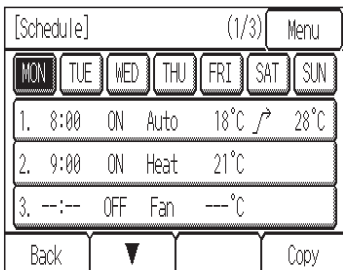 [Schedule] (1/3) Menu
MON TUE WED THU FRI SAT SUN
1. 8:00 ON Auto 18°C 28°C
2. 9:00 ON Heat 21°C
3. --:-- OFF Fan ---°C
Back ▼ Copy